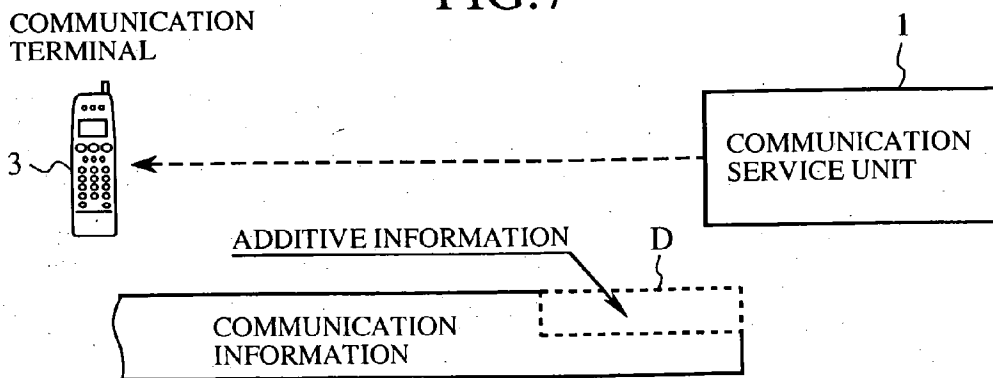 FIG.7
COMMUNICATION
TERMINAL
1
COMMUNICATION
SERVICE UNIT
3
ADDITIVE INFORMATION
D
COMMUNICATION
INFORMATION